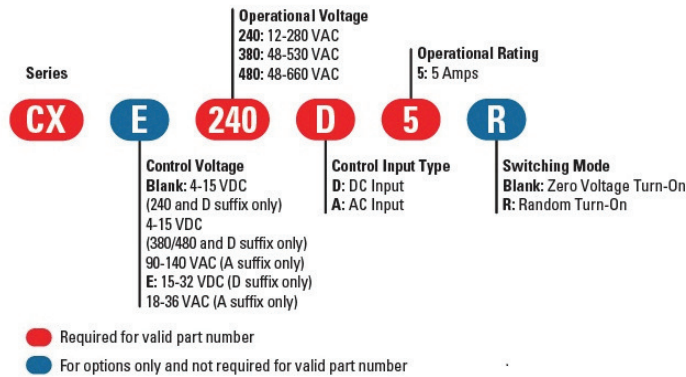 Operational Voltage
240: 12-280 VAC
380: 48-530 VAC
480: 48-660 VAC
Operational Rating
5: 5 Amps
Series
CX E 240 D 5 R
Control Voltage
Blank: 4-15 VDC
(240 and D suffix only)
4-15 VDC
(380/480 and D suffix only)
90-140 VAC (A suffix only)
E: 15-32 VDC (D suffix only)
18-36 VAC (A suffix only)
Control Input Type
D: DC Input
A: AC Input
Switching Mode
Blank: Zero Voltage Turn-On
R: Random Turn-On
Required for valid part number
For options only and not required for valid part number